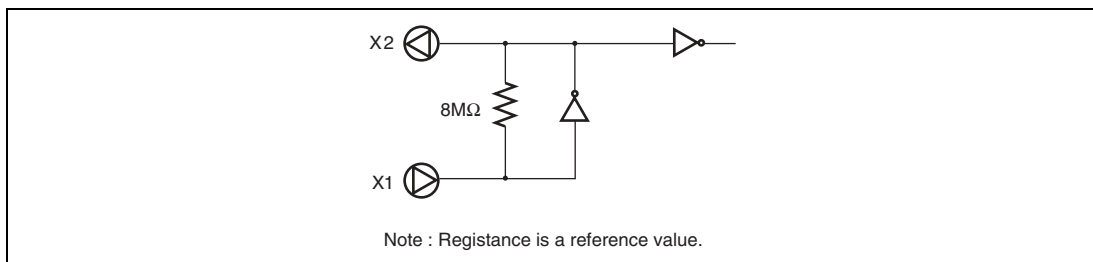 X2
8MΩ
X1
Note : Registance is a reference value.